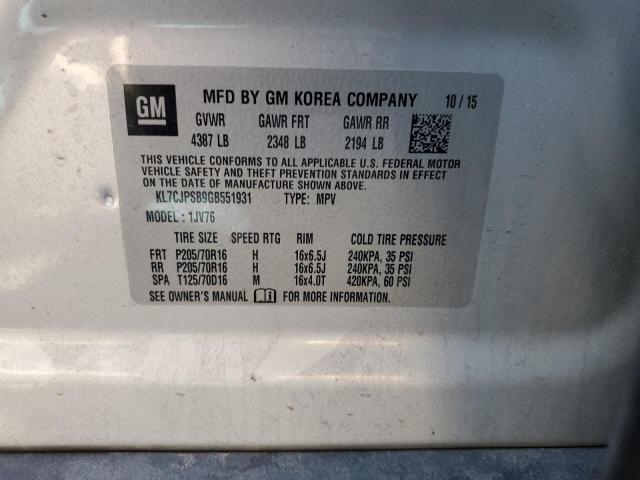 GM
MFD BY GM KOREA COMPANY 10 / 15
GVWR GAWR FRT GAWR RR
4387 LB 2348 LB 2194 LB
THIS VEHICLE CONFORMS TO ALL APPLICABLE U.S. FEDERAL MOTOR
VEHICLE SAFETY AND THEFT PREVENTION STANDARDS IN EFFECT ON
THE DATE OF MANUFACTURE SHOWN ABOVE.
KL7CJPSB9GB551931 TYPE: MPV
MODEL : 1JV76
TIRE SIZE SPEED RTG RIM COLD TIRE PRESSURE
FRT P205/70R16 H 16x6.5J 240KPA, 35 PSI
RR P205/70R16 H 16x6.5J 240KPA, 35 PSI
SPA T125/70D16 M 16x4.0T 420KPA, 60 PSI
SEE OWNER'S MANUAL FOR MORE INFORMATION.